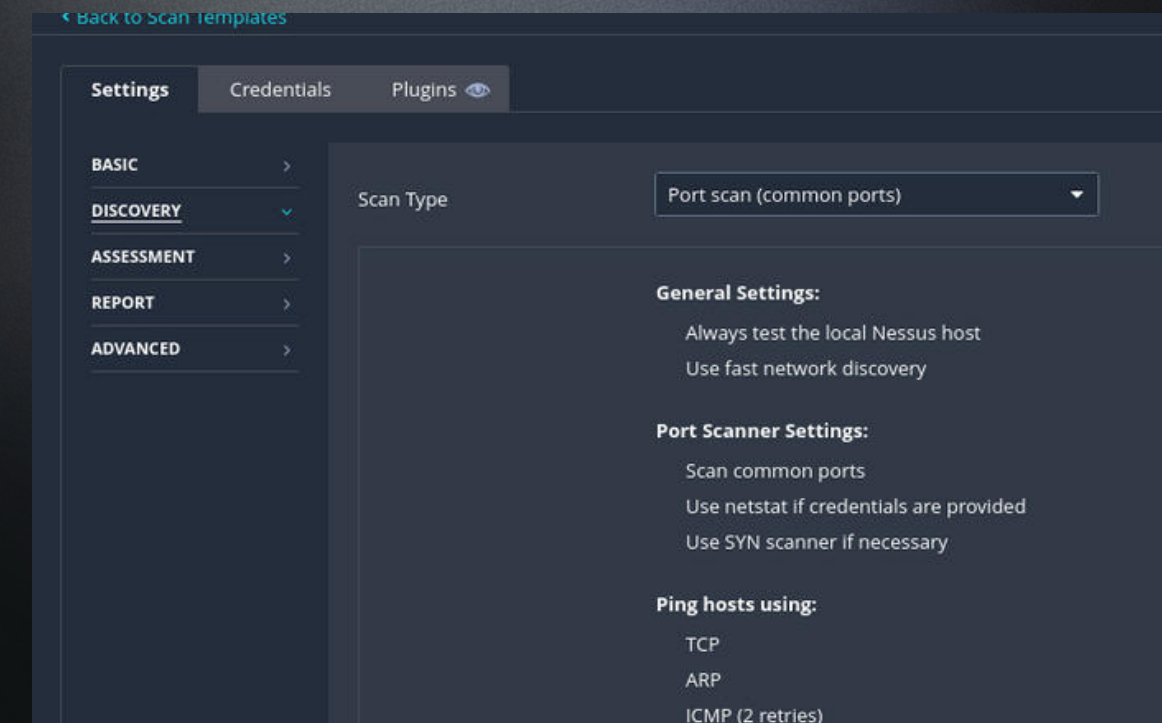 Back to Scan Templates
Settings Credentials Plugins
BASIC
DISCOVERY
ASSESSMENT
REPORT
ADVANCED
Scan Type Port scan (common ports)
General Settings:
Always test the local Nessus host
Use fast network discovery
Port Scanner Settings:
Scan common ports
Use netstat if credentials are provided
Use SYN scanner if necessary
Ping hosts using:
TCP
ARP
ICMP (2 retries)